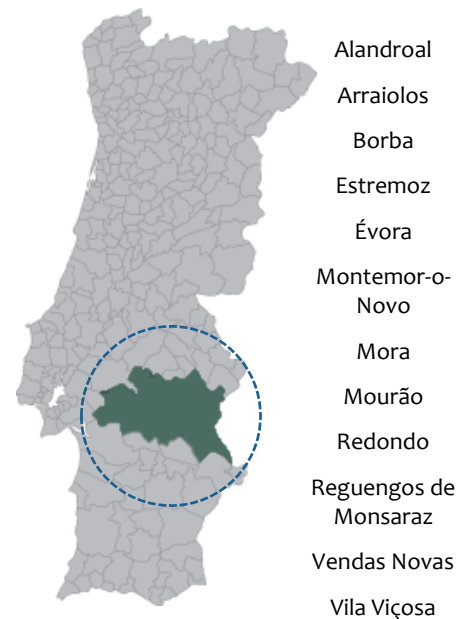 Alandroal
Arraiolos
Borba
Estremoz
Évora
Montemor-o-
Novo
Mora
Mourão
Redondo
Reguengos de
Monsaraz
Vendas Novas
Vila Viçosa